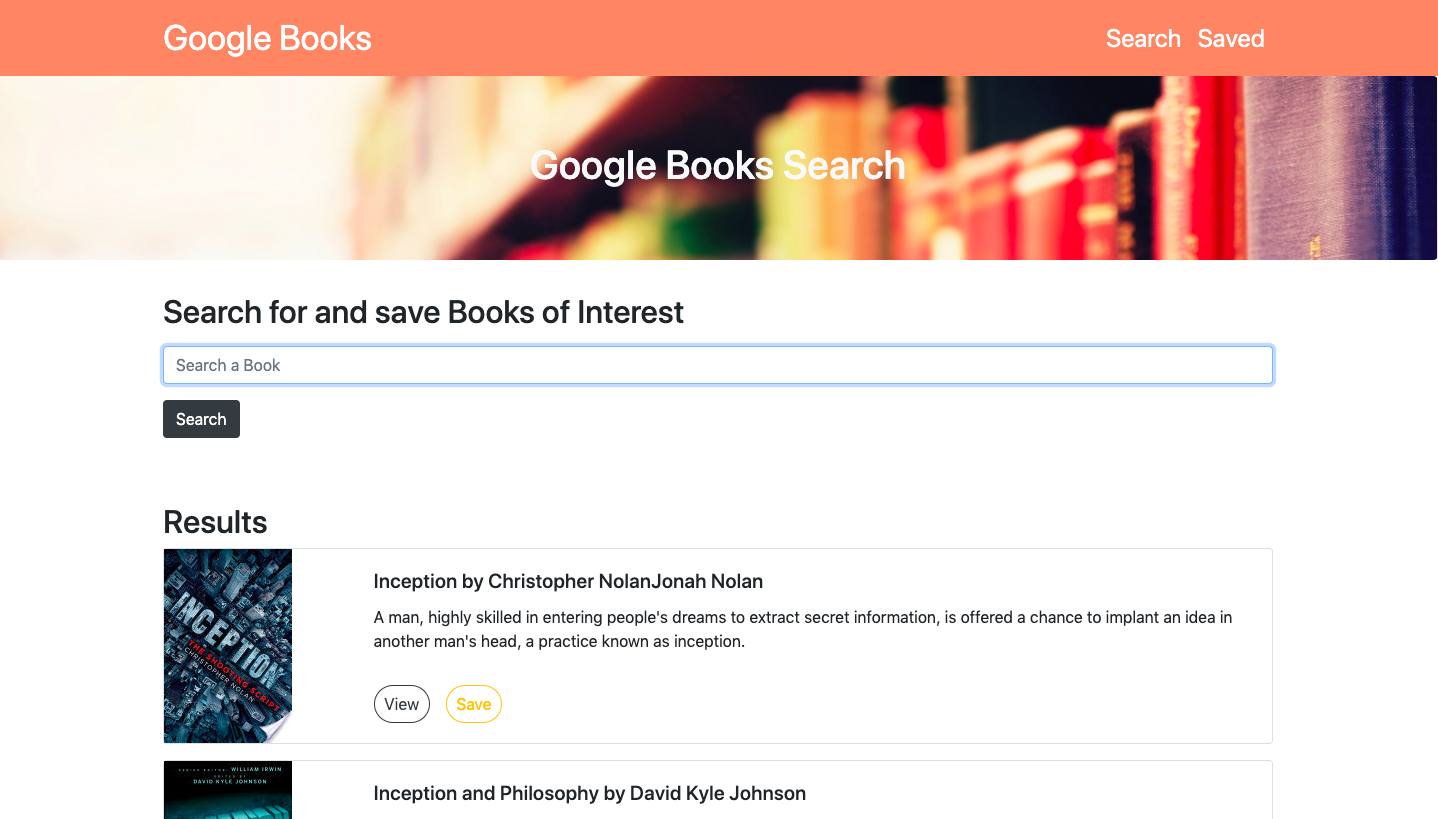 Google Books
Search Saved
Google Books Search
Search for and save Books of Interest
Search a Book
Search
Results
INCEPTION
THE SHOOTING SCRIPT
CHRISTOPHER NOLAN
Inception by Christopher NolanJonah Nolan
A man, highly skilled in entering people's dreams to extract secret information, is offered a chance to implant an idea in
another man's head, a practice known as inception.
View Save
SERIES EDITOR WILLIAM IRWIN
EDITED BY
DAVID KYLE JOHNSON
Inception and Philosophy by David Kyle Johnson